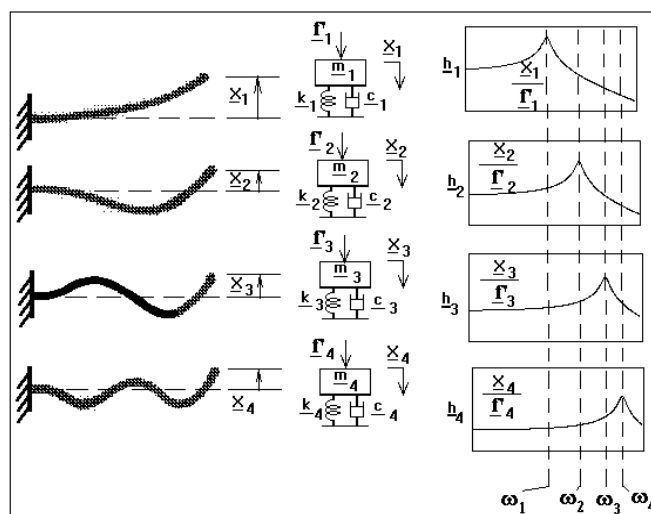 x1
f1
m1
k1
c1
x1
h1
x1
f1
x2
f2
m2
k2
c2
x2
h2
x2
f2
x3
f3
m3
k3
c3
x3
h3
x3
f3
x4
f4
m4
k4
c4
x4
h4
x4
f4
ω1 ω2 ω3 ω4